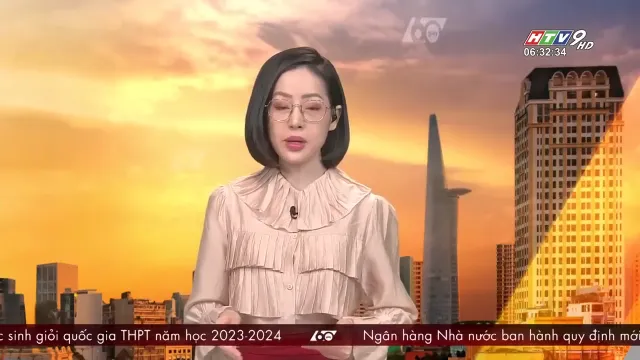 HTV9 HD
06:32:34
c sinh giỏi quốc gia THPT năm học 2023-2024 60 Ngân hàng Nhà nước ban hành quy định mới